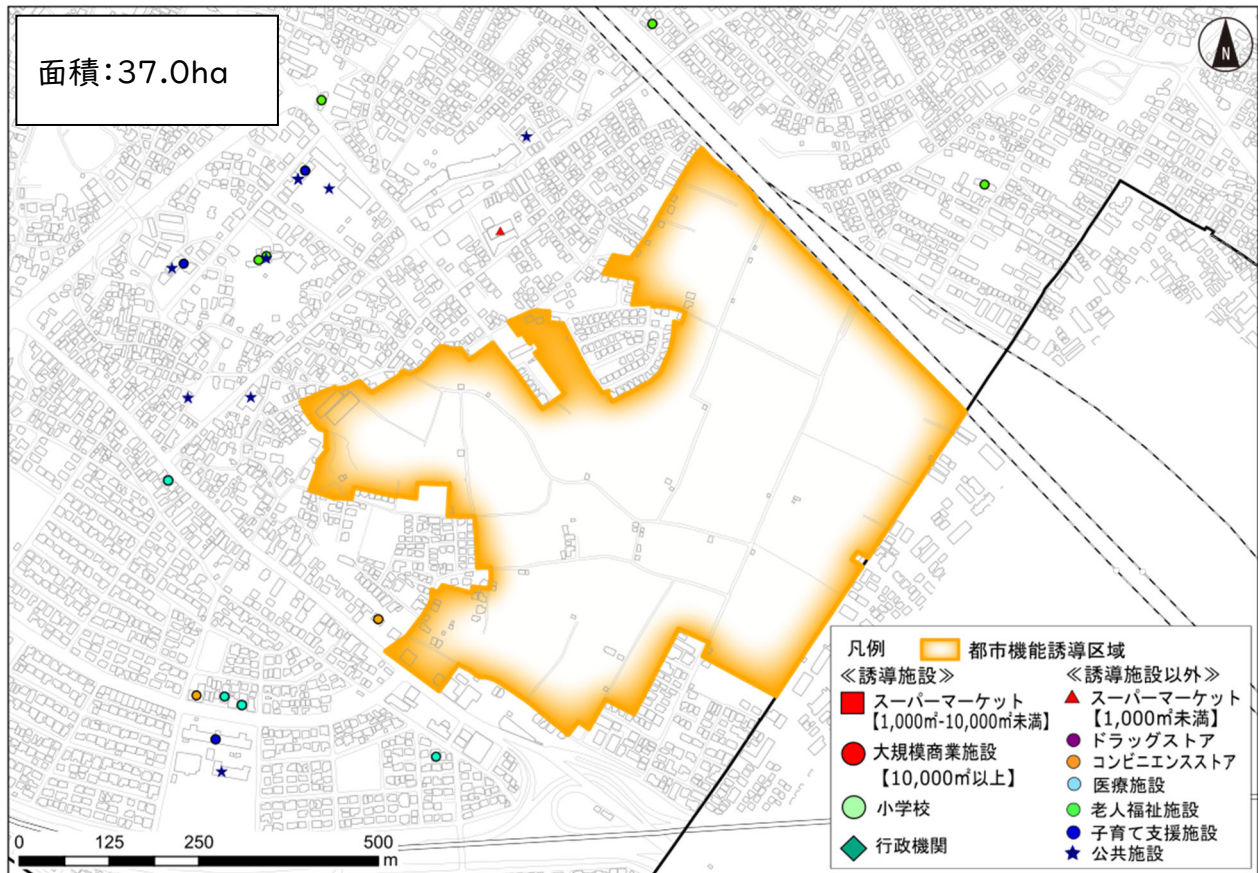 面積:37.0ha
N
凡例 都市機能誘導区域
≪誘導施設≫
スーパーマーケット
【1,000㎡-10,000㎡未満】
大規模商業施設
【10,000㎡以上】
小学校
行政機関
≪誘導施設以外≫
スーパーマーケット
【1,000㎡未満】
ドラッグストア
コンビニエンスストア
医療施設
老人福祉施設
子育て支援施設
公共施設
0 125 250 500
m